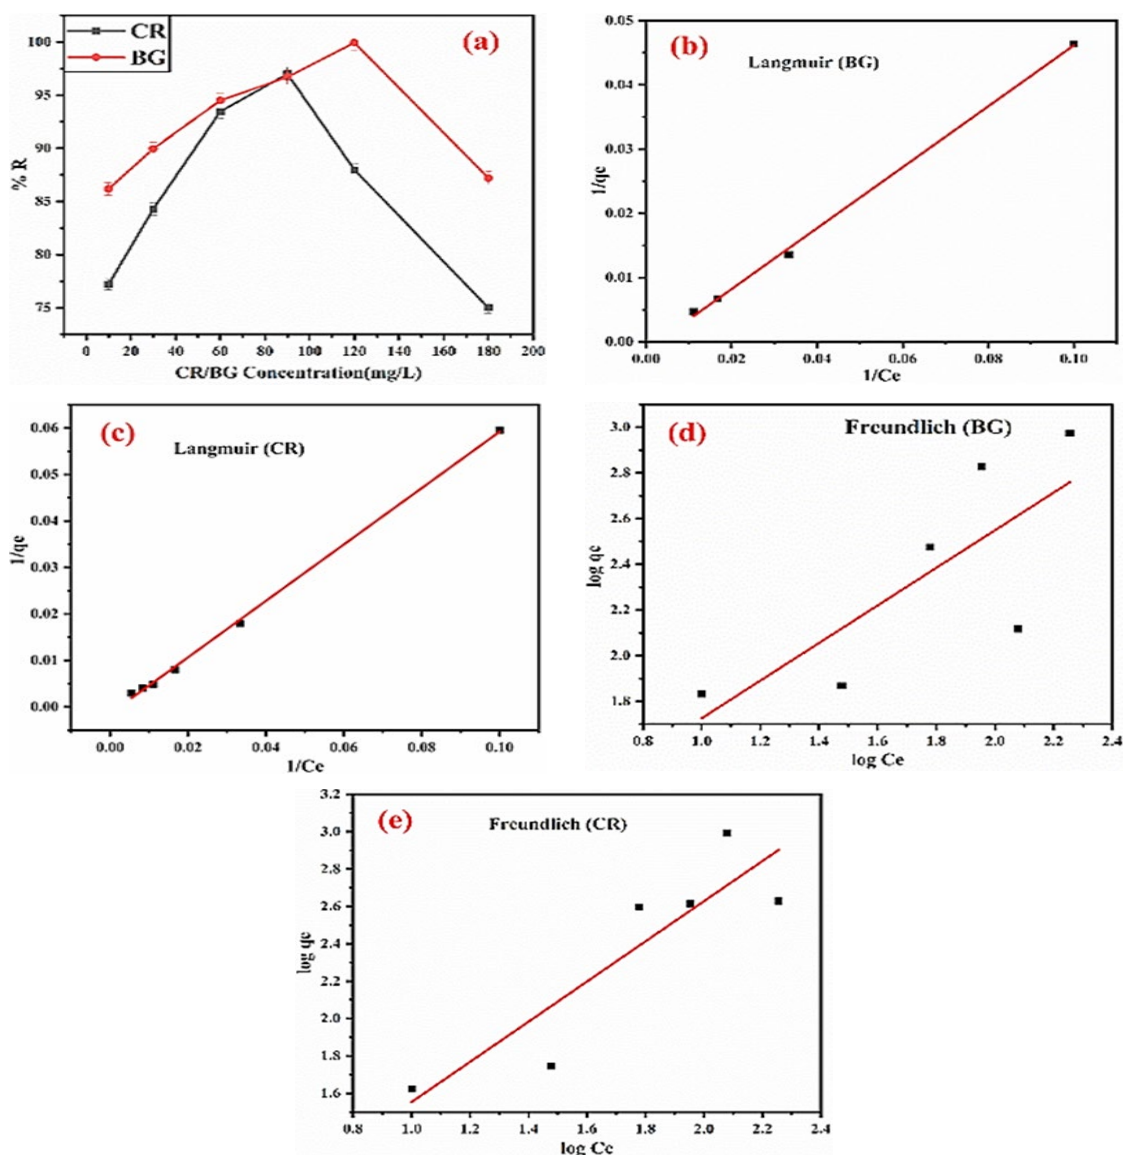 CR
BG
(a)
% R
100
95
90
85
80
75
0 20 40 60 80 100 120 140 160 180 200
CR/BG Concentration(mg/L)
(b)
Langmuir (BG)
1/qe
0.05
0.04
0.03
0.02
0.01
0.00
0.00 0.02 0.04 0.06 0.08 0.10
1/Ce
(c)
Langmuir (CR)
1/qe
0.06
0.05
0.04
0.03
0.02
0.01
0.00
0.00 0.02 0.04 0.06 0.08 0.10
1/Ce
(d)
Freundlich (BG)
log qe
3.0
2.8
2.6
2.4
2.2
2.0
1.8
0.8 1.0 1.2 1.4 1.6 1.8 2.0 2.2 2.4
log Ce
(e)
Freundlich (CR)
log qe
3.2
3.0
2.8
2.6
2.4
2.2
2.0
1.8
1.6
0.8 1.0 1.2 1.4 1.6 1.8 2.0 2.2 2.4
log Ce